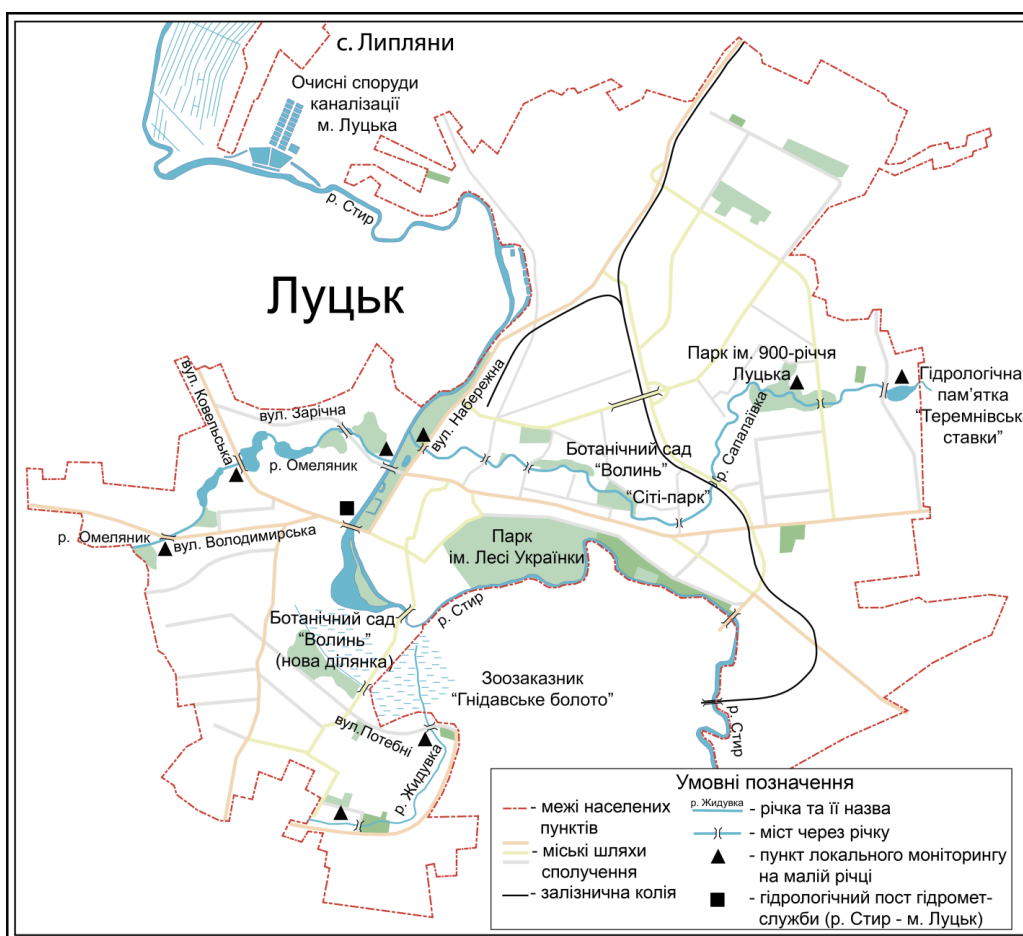 с. Липляни
Очисні споруди
каналізації
м. Луцька
р. Стир
Луцьк
вул. Ковельська
вул. Зарічна
вул. Набережна
Парк ім. 900-річчя
Луцька
Гідрологічна
пам’ятка
“Теремнівськ
ставки”
р. Сапалаївка
р. Омеляник
Ботанічний сад
“Волинь”
“Сіті-парк”
р. Омеляник
вул. Володимирська
Парк
ім. Лесі Українки
р. Стир
Ботанічний сад
“Волинь”
(нова ділянка)
Зоозаказник
“Гнідавське болото”
р. Стир
вул.Потебні
р. Жидувка
Умовні позначення
- межі населених
пунктів
- міські шляхи
сполучення
- залізнична колія
р. Жидувка
- річка та її назва
- міст через річку
- пункт локального моніторингу
на малій річці
- гідрологічний пост гідромет-
служби (р. Стир - м. Луцьк)